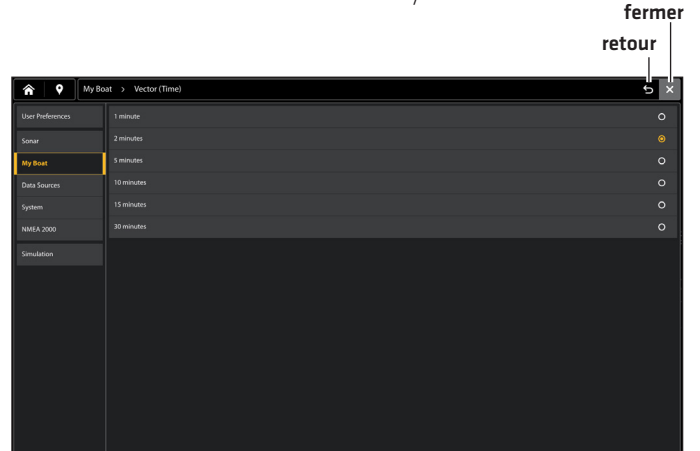 fermer
retour
My Boat > Vector (Time)
User Preferences
Sonar
My Boat
Data Sources
System
NMEA 2000
Simulation
1 minute
2 minutes
5 minutes
10 minutes
15 minutes
30 minutes